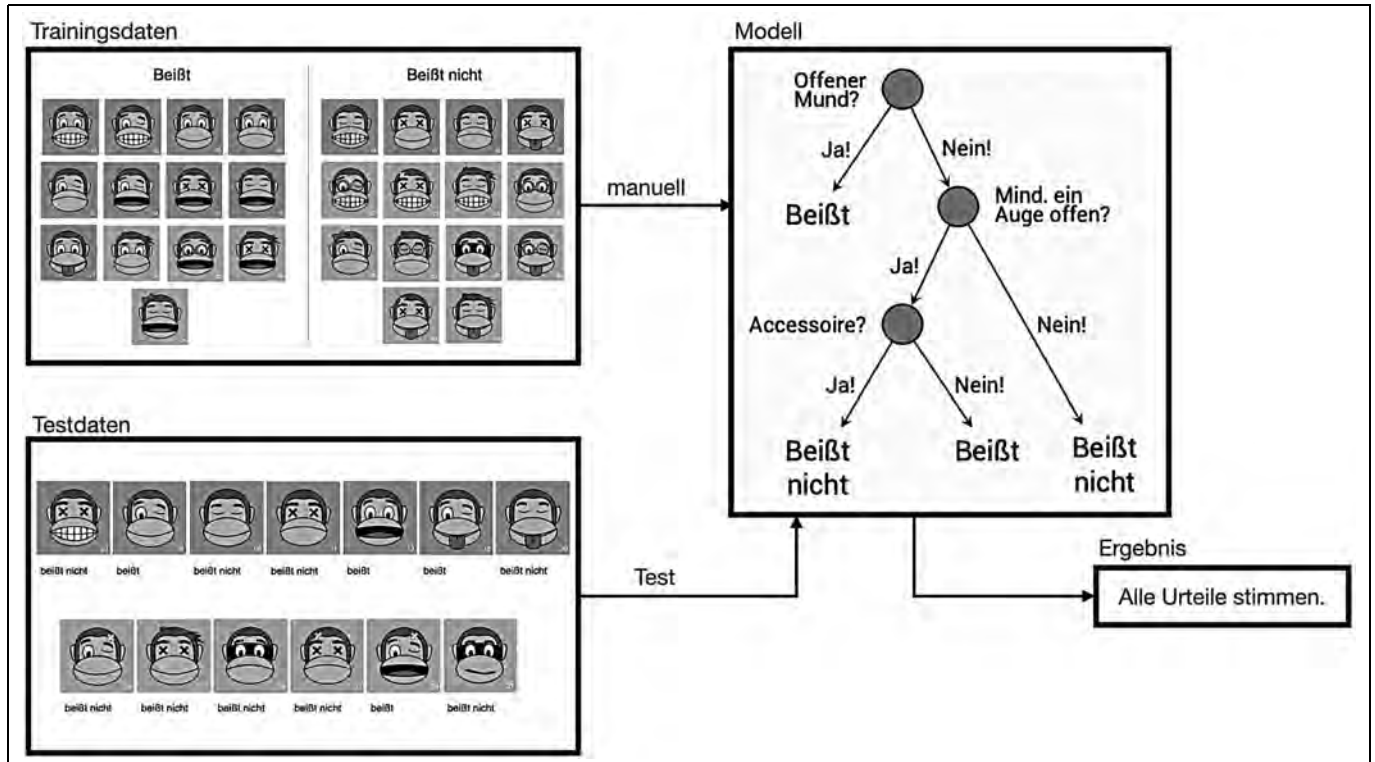 Trainingsdaten
Beißt
Beißt nicht
manuell
Modell
Offener
Mund?
Ja!
Nein!
Beißt
Mind. ein
Auge offen?
Ja!
Nein!
Accessoire?
Ja!
Nein!
Beißt
nicht
Beißt
Beißt
nicht
Testdaten
beißt nicht
beißt
beißt nicht
beißt nicht
beißt
beißt
beißt nicht
beißt nicht
beißt nicht
beißt nicht
beißt nicht
beißt
beißt nicht
Test
Ergebnis
Alle Urteile stimmen.